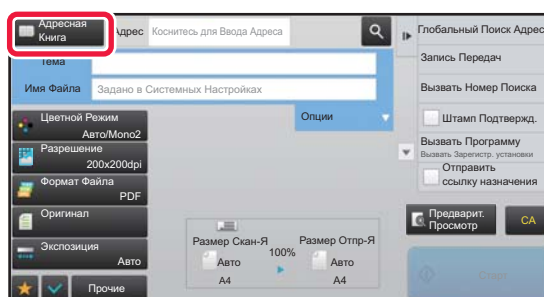 Адресная
Книга
Адрес
Коснитесь для Ввода Адреса
Тема
Имя Файла
Задано в Системных Настройках
Цветной Режим
Авто/Mono2
Опции
Разрешение
200x200dpi
Формат Файла
PDF
Оригинал
Экспозиция
Авто
Прочие
Размер Скан-Я
100%
Размер Отпр-Я
Авто
A4
Авто
A4
Глобальный Поиск Адрес
Запись Передач
Вызвать Номер Поиска
Штамп Подтвержд.
Вызвать Программу
Вызвать Зарегистр. установки
Отправить
ссылку назначения
Предварит.
Просмотр
CA
Старт